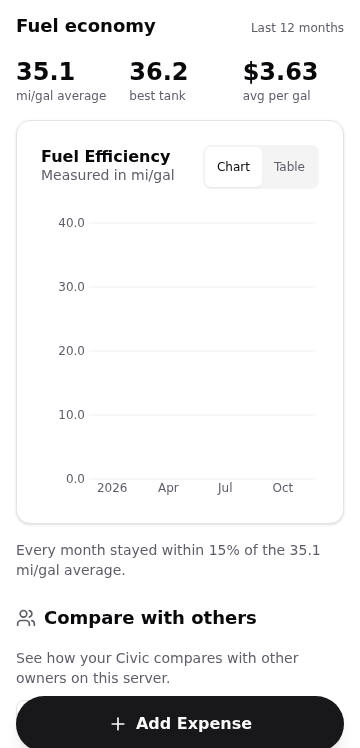 Fuel economy
Last 12 months
35.1
36.2
$3.63
mi/gal average
best tank
avg per gal
Fuel Efficiency
Measured in mi/gal
Chart
Table
40.0
30.0
20.0
10.0
0.0
2026
Apr
Jul
Oct
Every month stayed within 15% of the 35.1
mi/gal average.
Compare with others
See how your Civic compares with other
owners on this server.
Add Expense